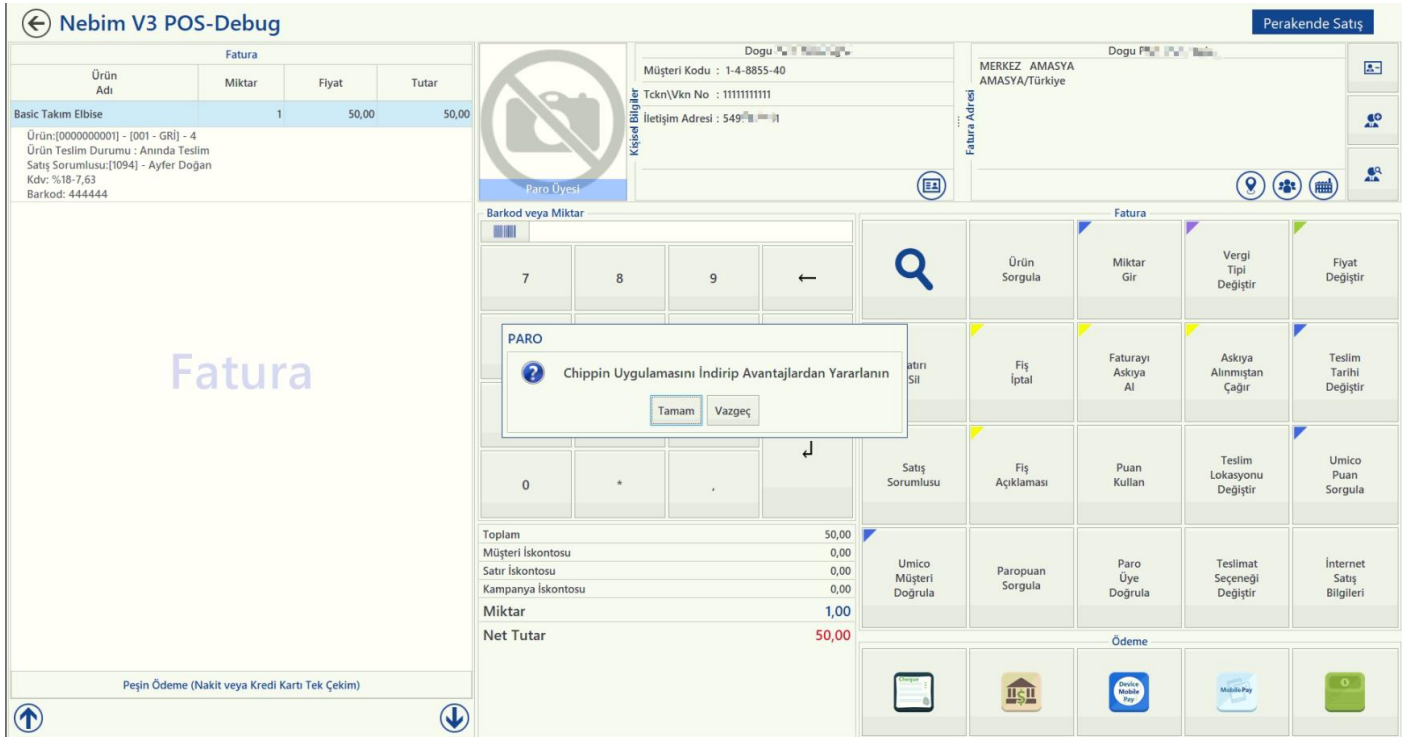 Nebim V3 POS-Debug
Perakende Satış
Fatura
Ürün
Adı
Miktar
Fiyat
Tutar
Basic Takım Elbise 1 50,00 50,00
Ürün:[0000000001] - [001 - GRİ] - 4
Ürün Teslim Durumu : Anında Teslim
Satış Sorumlusu:[1094] - Ayfer Doğan
Kdv: %18-7,63
Barkod: 444444
Fatura
Peşin Ödeme (Nakit veya Kredi Kartı Tek Çekim)
Paro Üyesi
Kişisel Bilgiler
Dogu
Müşteri Kodu : 1-4-8855-40
Tckn\Vkn No : 11111111111
İletişim Adresi : 549
Fatura Adresi
Dogu
MERKEZ AMASYA
AMASYA/Türkiye
Barkod veya Miktar
7 8 9 ←
0 * ,
PARO
Chippin Uygulamasını İndirip Avantajlardan Yararlanın
Tamam Vazgeç
Toplam 50,00
Müşteri İskontosu 0,00
Satır İskontosu 0,00
Kampanya İskontosu 0,00
Miktar 1,00
Net Tutar 50,00
Fatura
Ürün
Sorgula
Miktar
Gir
Vergi
Tipi
Değiştir
Fiyat
Değiştir
Sil
Fiş
İptal
Faturayı
Askıya
Al
Askıya
Alınmıştan
Çağır
Teslim
Tarihi
Değiştir
Satış
Sorumlusu
Fiş
Açıklaması
Puan
Kullan
Teslim
Lokasyonu
Değiştir
Umico
Puan
Sorgula
Umico
Müşteri
Doğrula
Paropuan
Sorgula
Paro
Üye
Doğrula
Teslimat
Seçeneği
Değiştir
İnternet
Satış
Bilgileri
Ödeme
Cheque
Device
Mobile
Pay
Mobile Pay